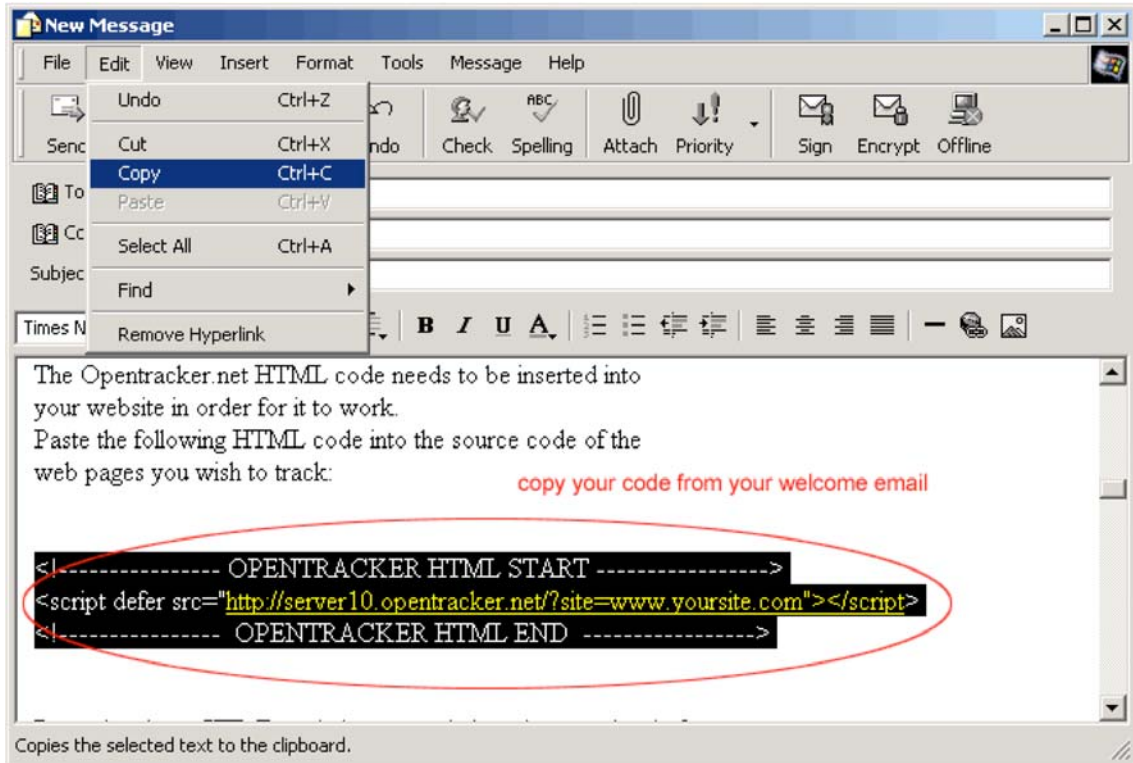 New Message
File Edit View Insert Format Tools Message Help
Undo Ctrl+Z
Cut Ctrl+X
Copy Ctrl+C
Paste Ctrl+V
Select All Ctrl+A
Find
Remove Hyperlink
Senc ndo Check ABC Spelling Attach Priority Sign Encrypt Offline
To
Cc
Subjec
Times N B I U A
The Opentracker.net HTML code needs to be inserted into
your website in order for it to work.
Paste the following HTML code into the source code of the
web pages you wish to track:
copy your code from your welcome email
<!---------------- OPENTRACKER HTML START ----------------->
<script defer src="http://server10.opentracker.net/?site=www.yoursite.com"></script>
<!---------------- OPENTRACKER HTML END ----------------->
Copies the selected text to the clipboard.